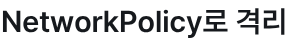 NetworkPolicy로 격리